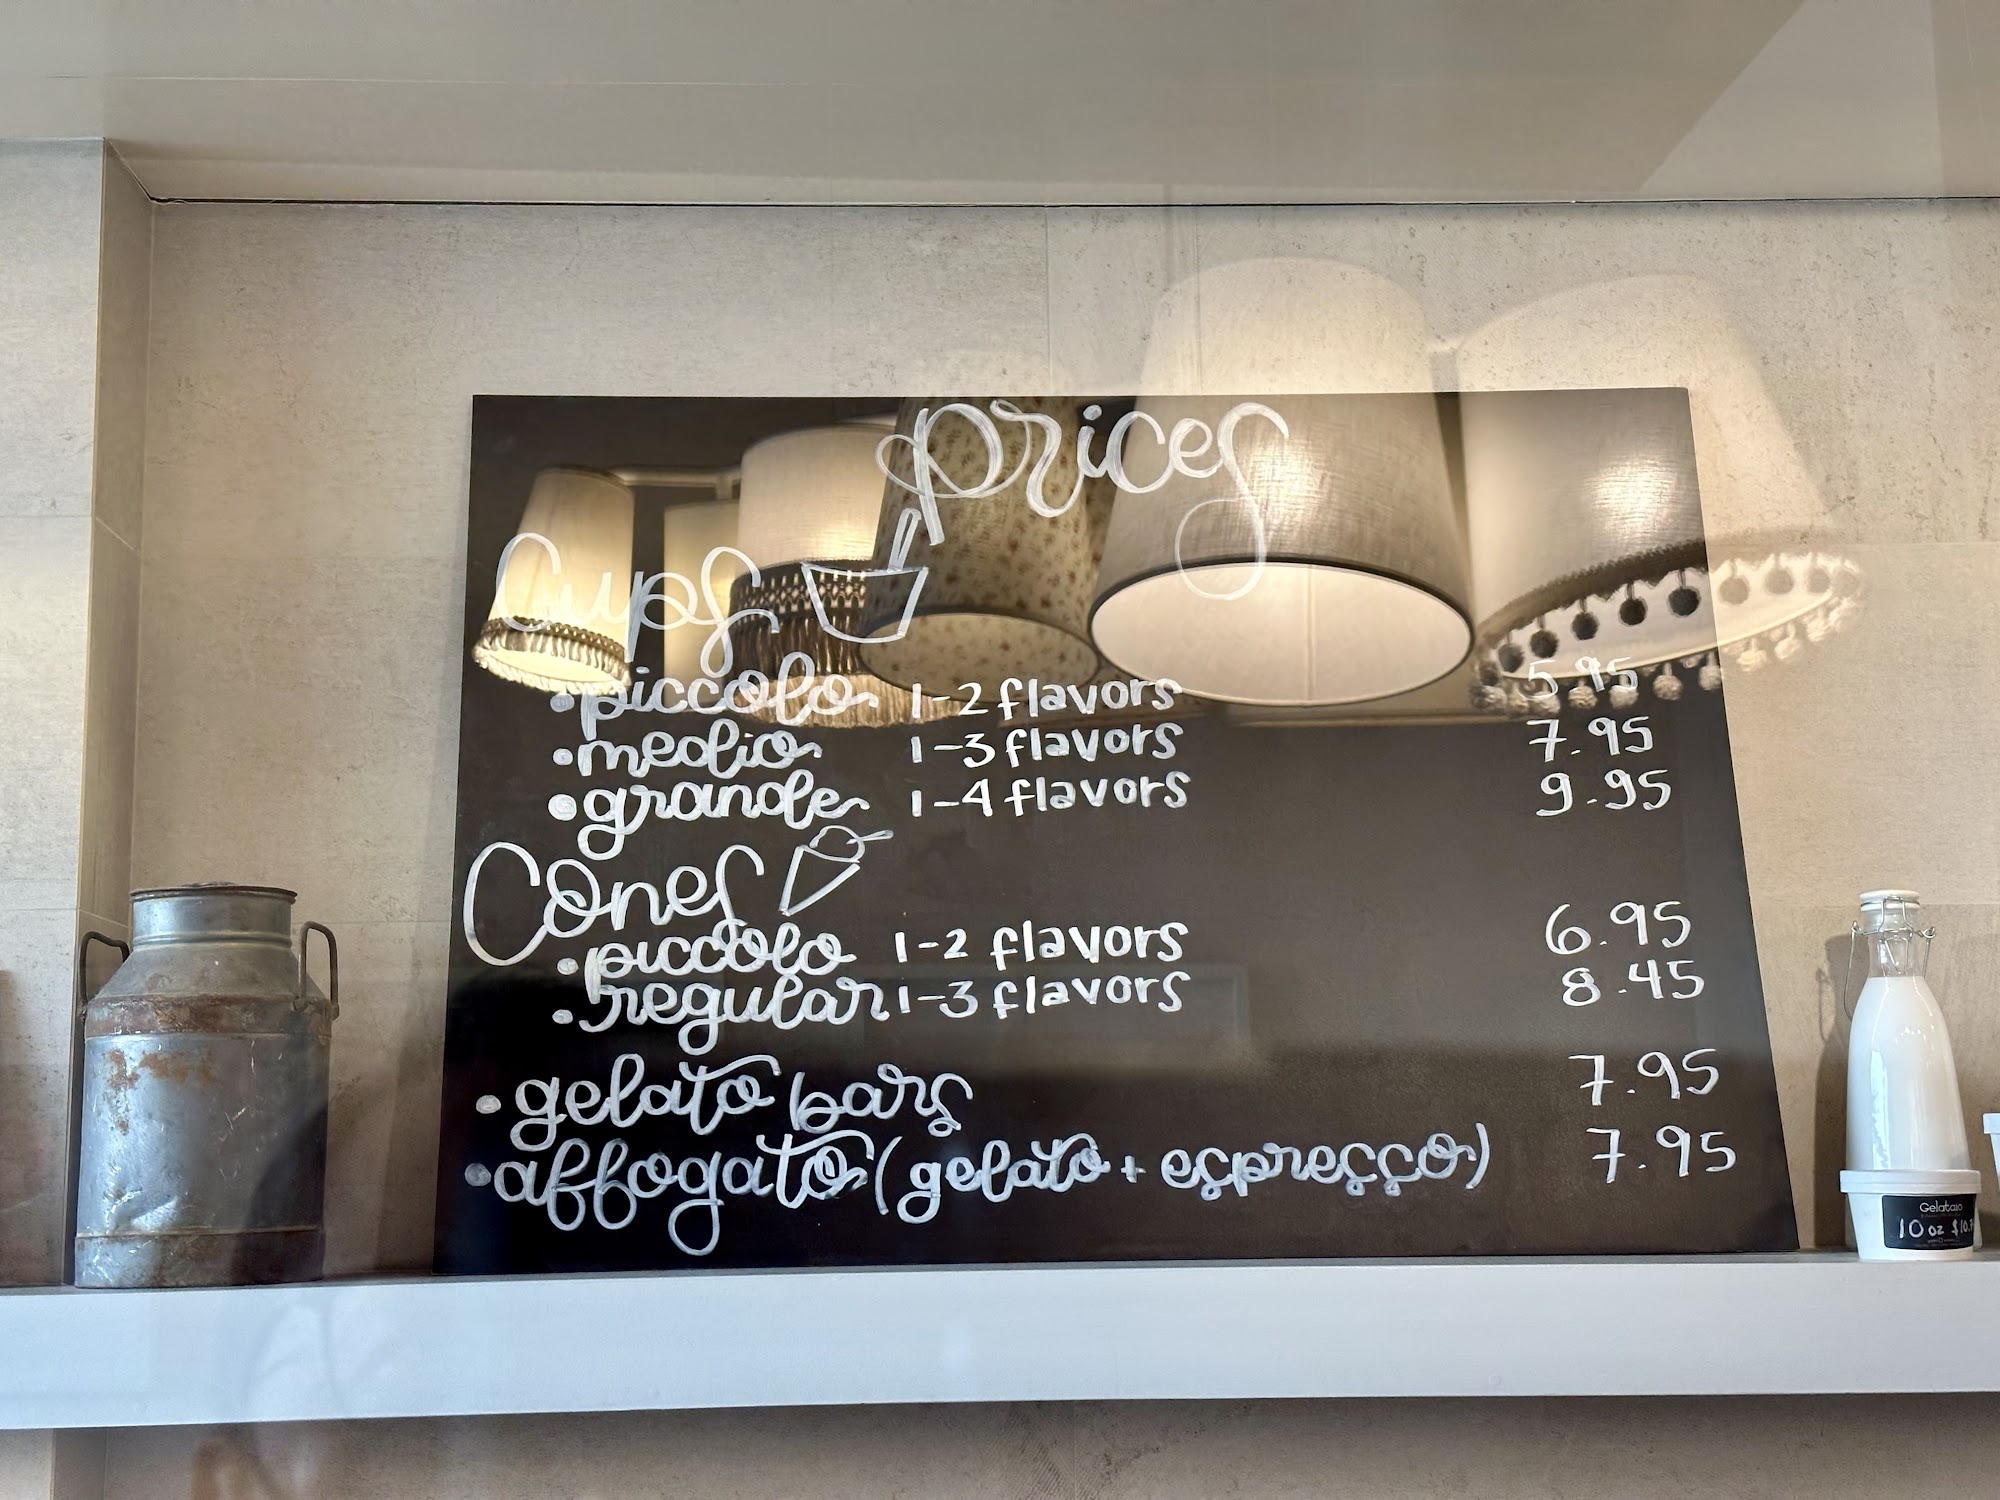 prices
Cups
• piccolo 1-2 flavors 5.95
• medio 1-3 flavors 7.95
• grande 1-4 flavors 9.95
Cones
• piccolo 1-2 flavors 6.95
• regular 1-3 flavors 8.45
• gelato bars 7.95
• affogato (gelato + espresso) 7.95
Gelataio
10 oz